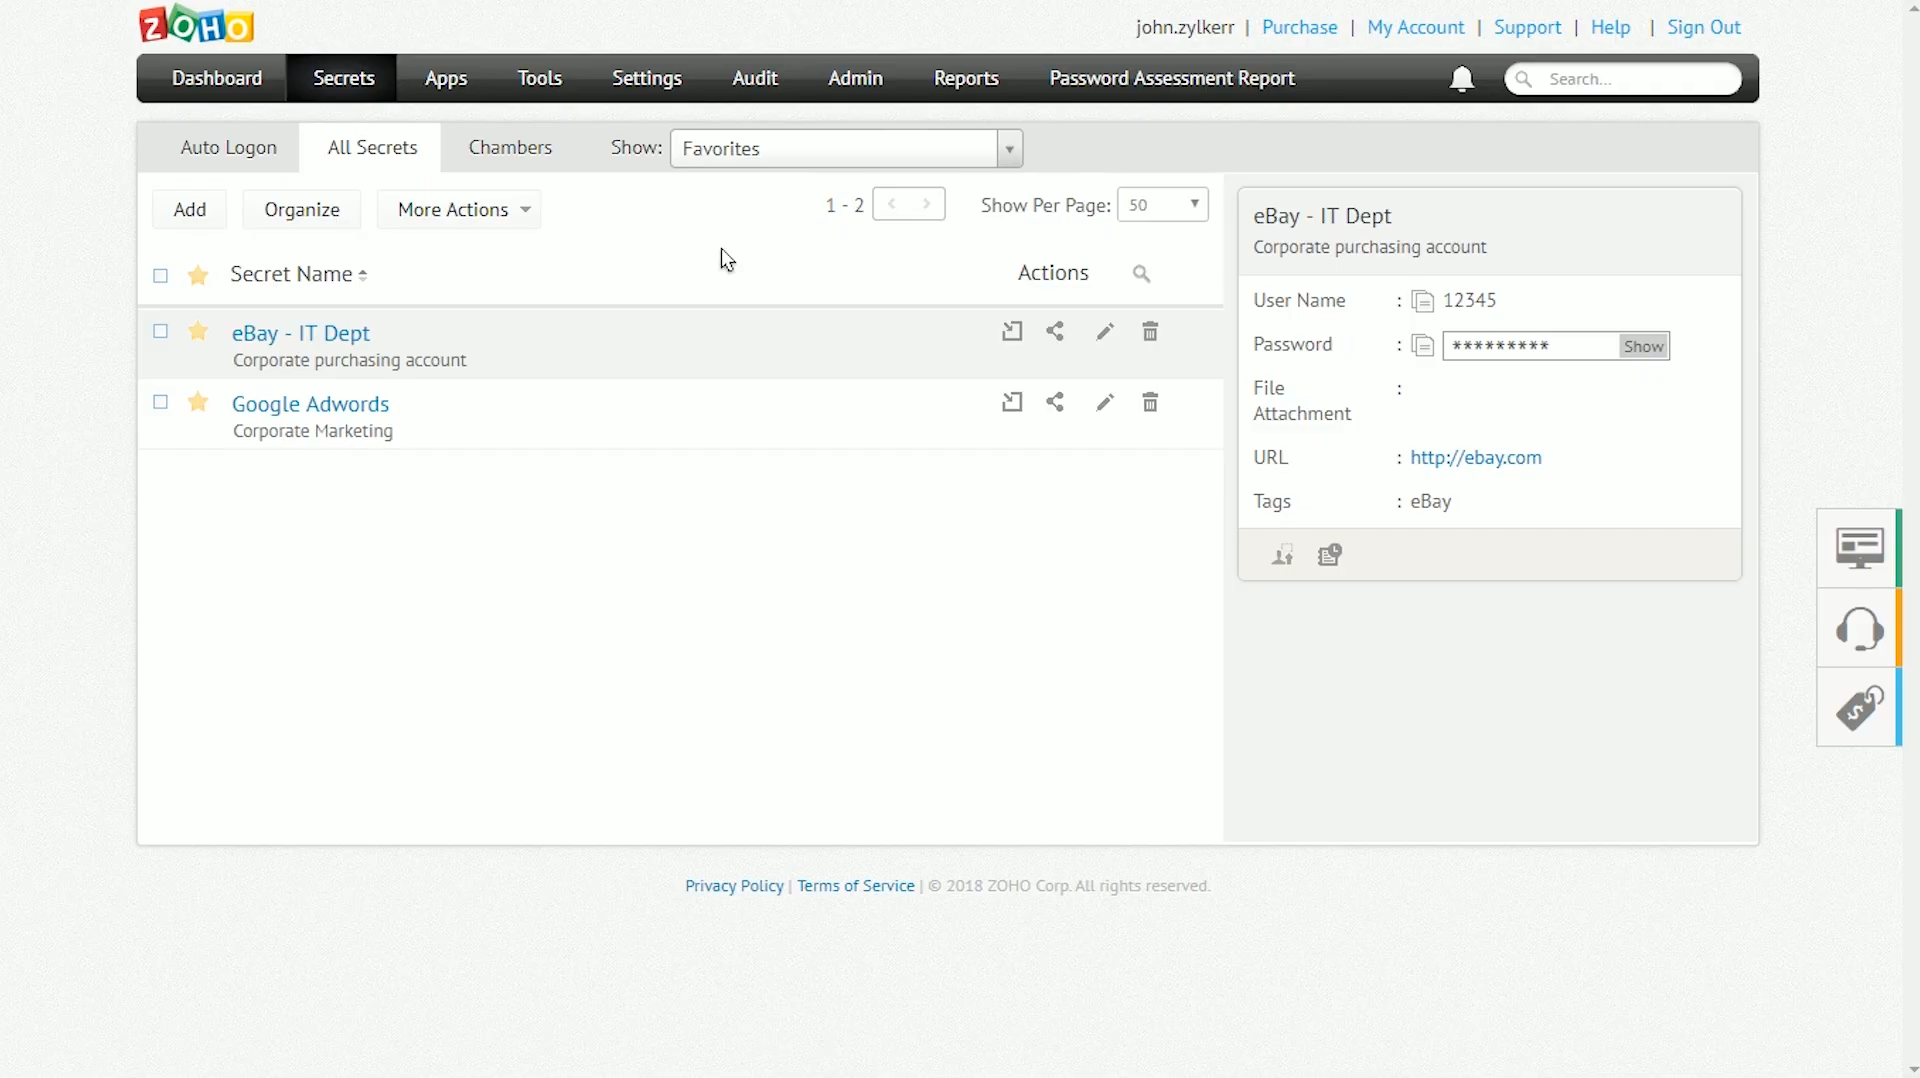 ZOHO
john.zylkerr | Purchase | My Account | Support | Help | Sign Out
Dashboard Secrets Apps Tools Settings Audit Admin Reports Password Assessment Report Search...
Auto Logon All Secrets Chambers Show: Favorites
Add Organize More Actions 1 - 2 Show Per Page: 50
Secret Name Actions
eBay - IT Dept
Corporate purchasing account
Google Adwords
Corporate Marketing
eBay - IT Dept
Corporate purchasing account
User Name : 12345
Password : ********* Show
File Attachment :
URL : http://ebay.com
Tags : eBay
Privacy Policy | Terms of Service | © 2018 ZOHO Corp. All rights reserved.